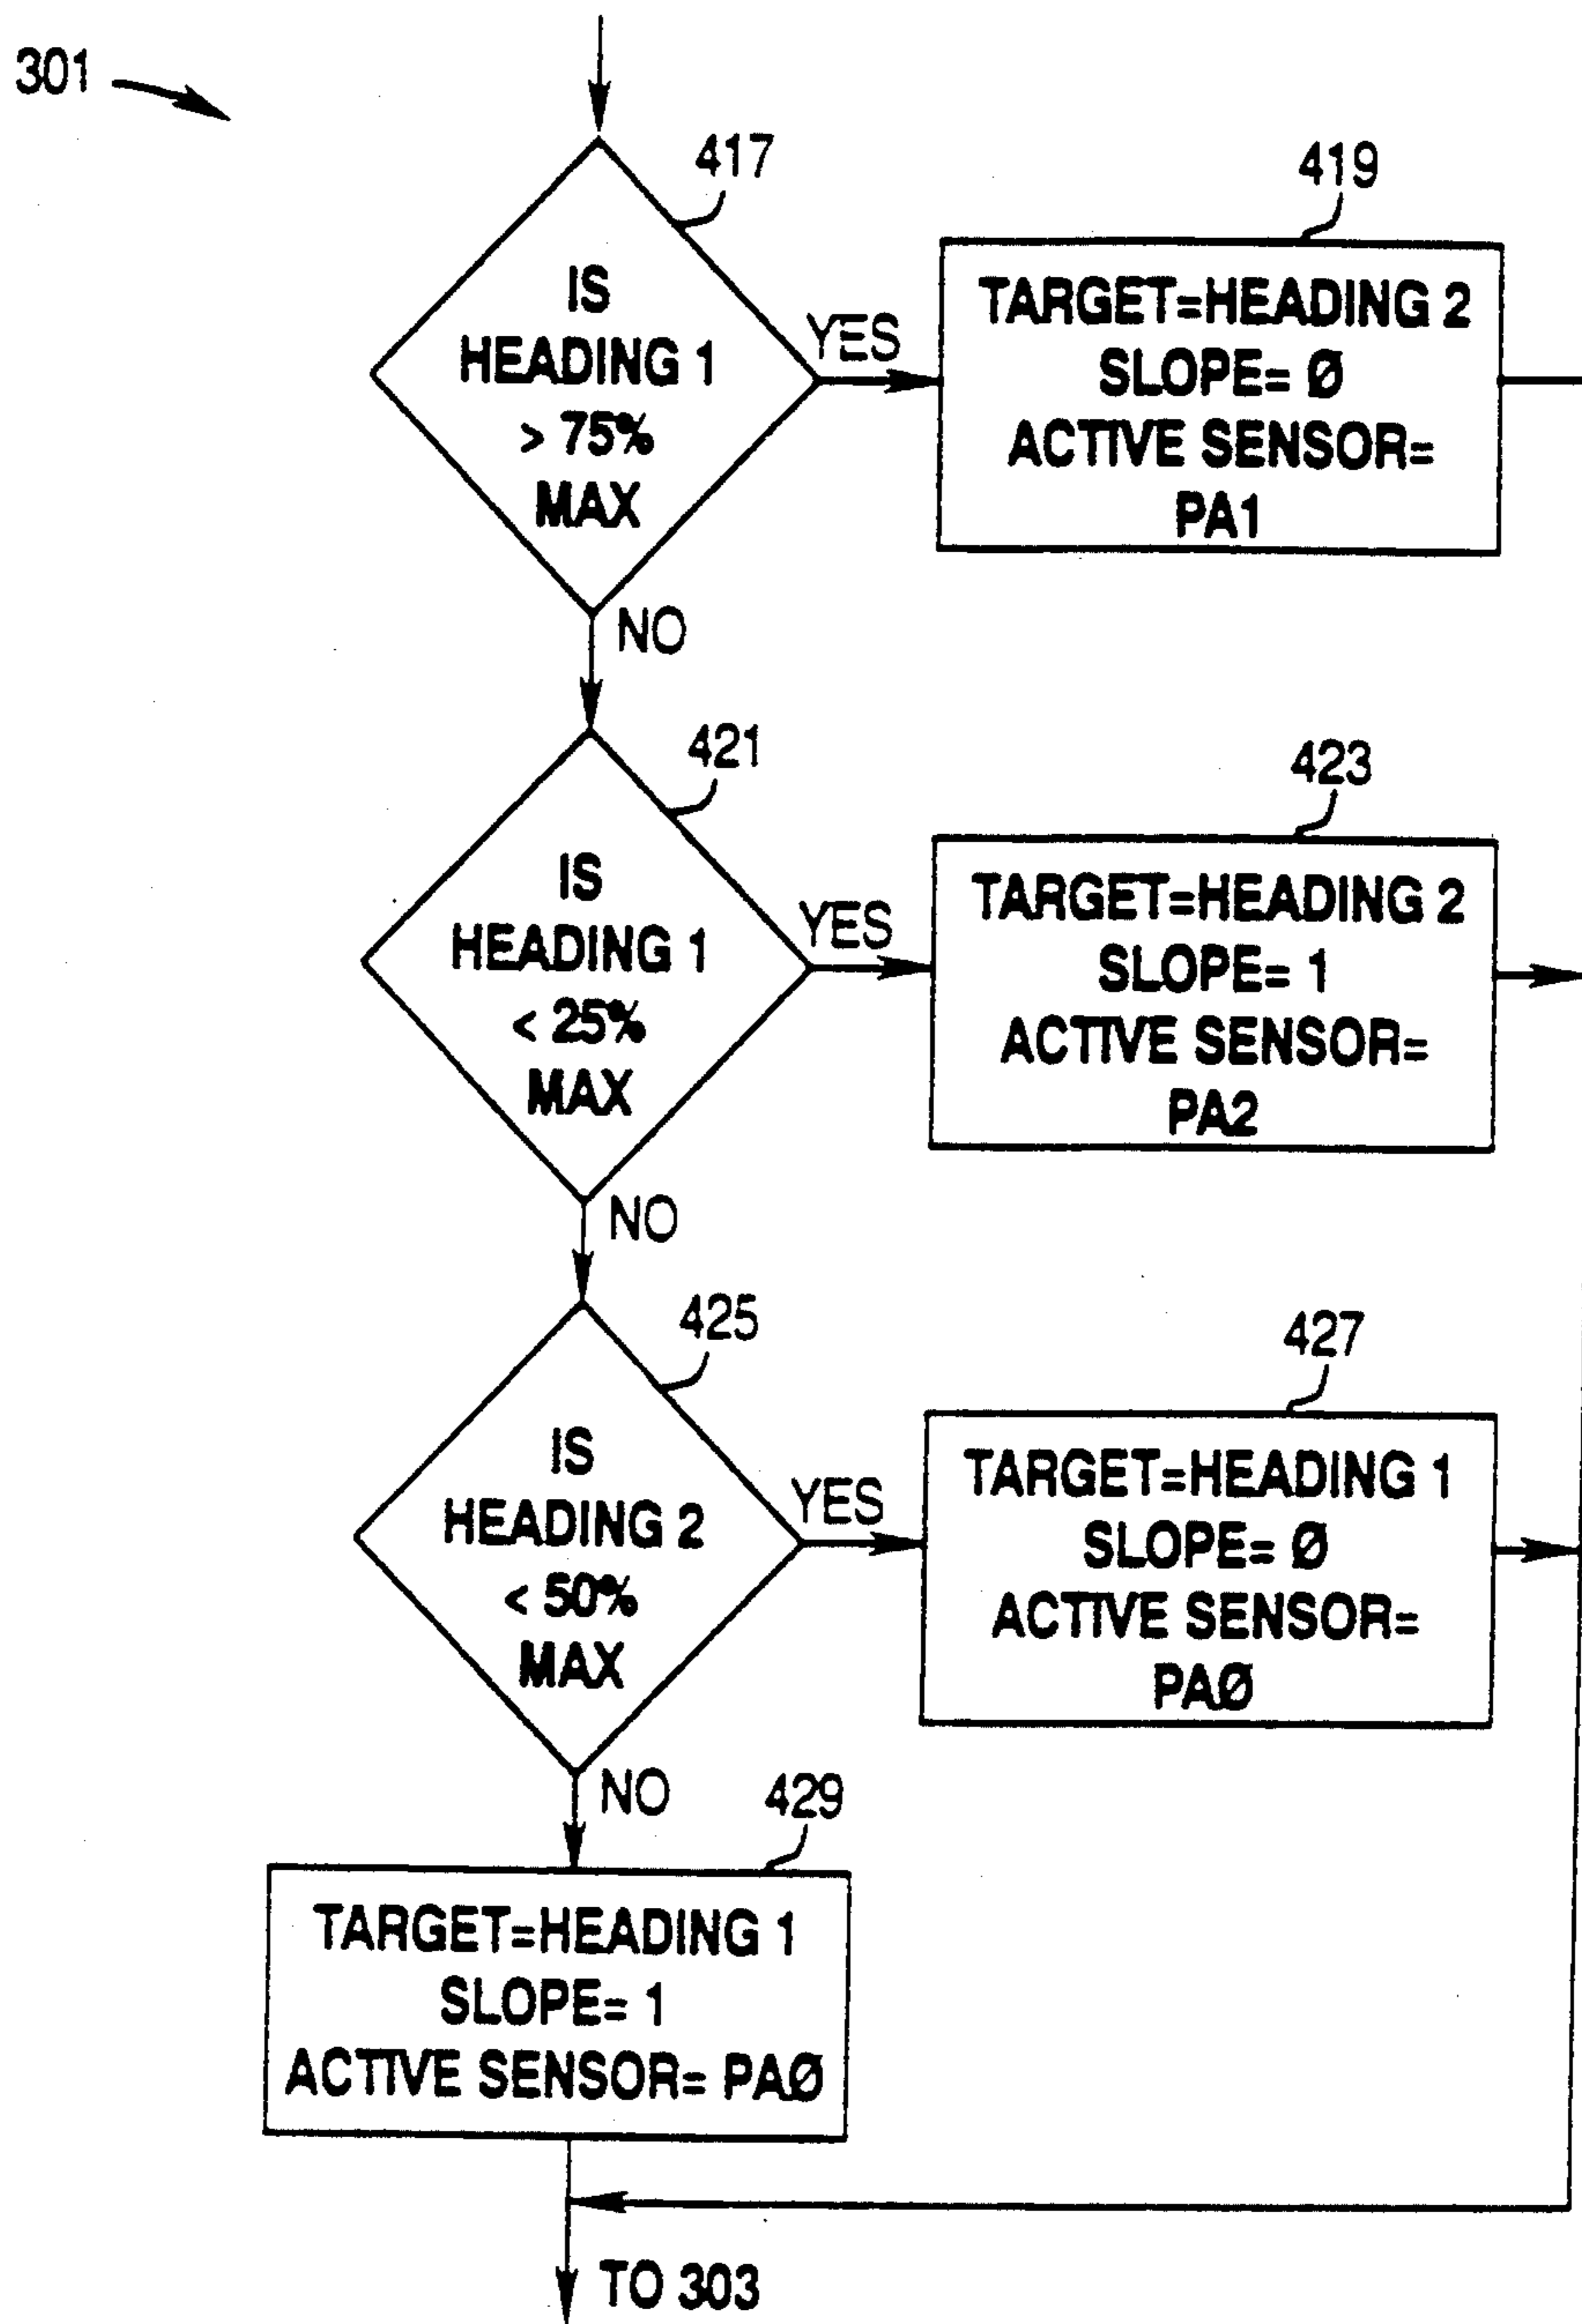 301
417
IS
HEADING 1
> 75%
MAX
YES
419
TARGET=HEADING 2
SLOPE= Ø
ACTIVE SENSOR=
PA1
NO
421
IS
HEADING 1
< 25%
MAX
YES
423
TARGET=HEADING 2
SLOPE= 1
ACTIVE SENSOR=
PA2
NO
425
IS
HEADING 2
< 50%
MAX
YES
427
TARGET=HEADING 1
SLOPE= Ø
ACTIVE SENSOR=
PAØ
NO
429
TARGET=HEADING 1
SLOPE= 1
ACTIVE SENSOR= PAØ
TO 303